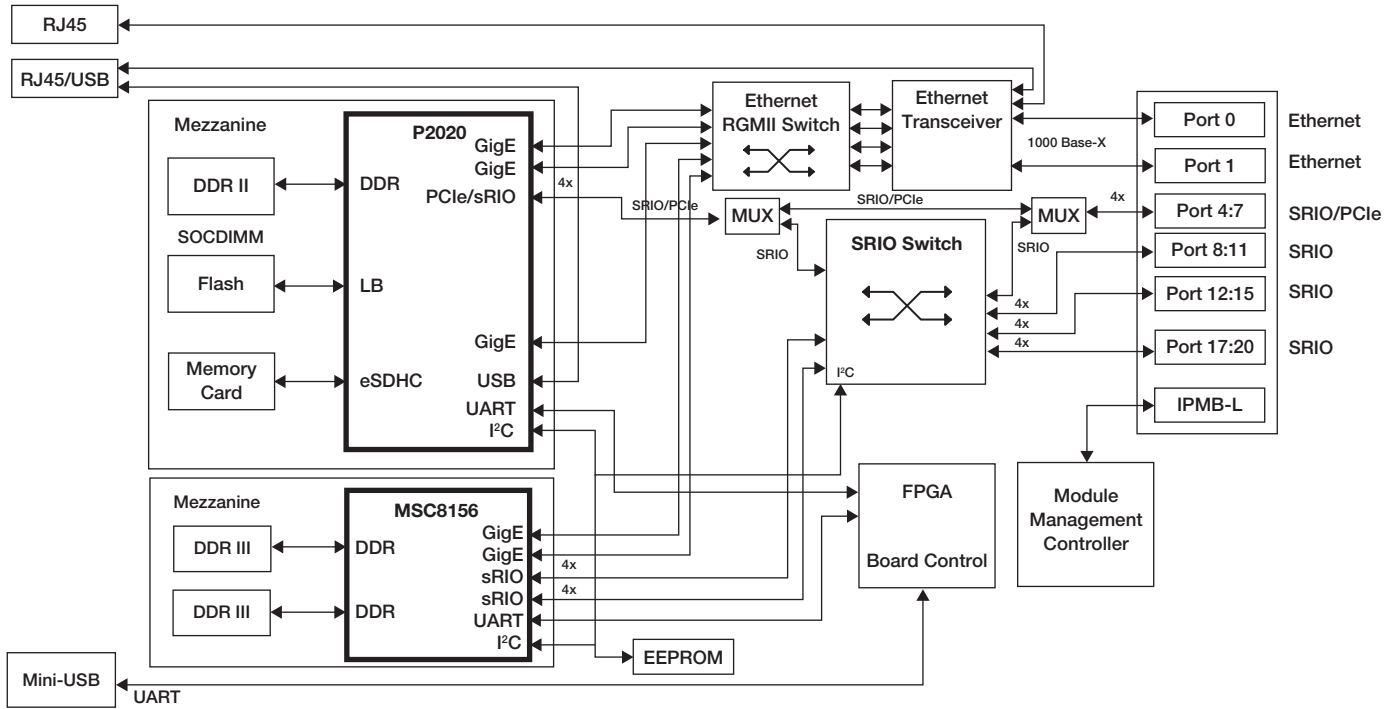 RJ45
RJ45/USB
Mezzanine
P2020
DDR II
SOCDIMM
Flash
Memory
Card
DDR
LB
eSDHC
GigE
GigE
PCIe/sRIO
GigE
USB
UART
I²C
4x
SRIO/PCIe
Ethernet
RGMII Switch
Ethernet
Transceiver
1000 Base-X
MUX
SRIO/PCIe
MUX
4x
SRIO
SRIO
SRIO Switch
I²C
4x
4x
4x
Port 0
Ethernet
Port 1
Ethernet
Port 4:7
SRIO/PCIe
Port 8:11
SRIO
Port 12:15
SRIO
Port 17:20
SRIO
IPMB-L
Mezzanine
MSC8156
DDR III
DDR III
DDR
DDR
GigE
GigE
sRIO
sRIO
UART
I²C
4x
4x
FPGA
Board Control
Module
Management
Controller
EEPROM
Mini-USB
UART